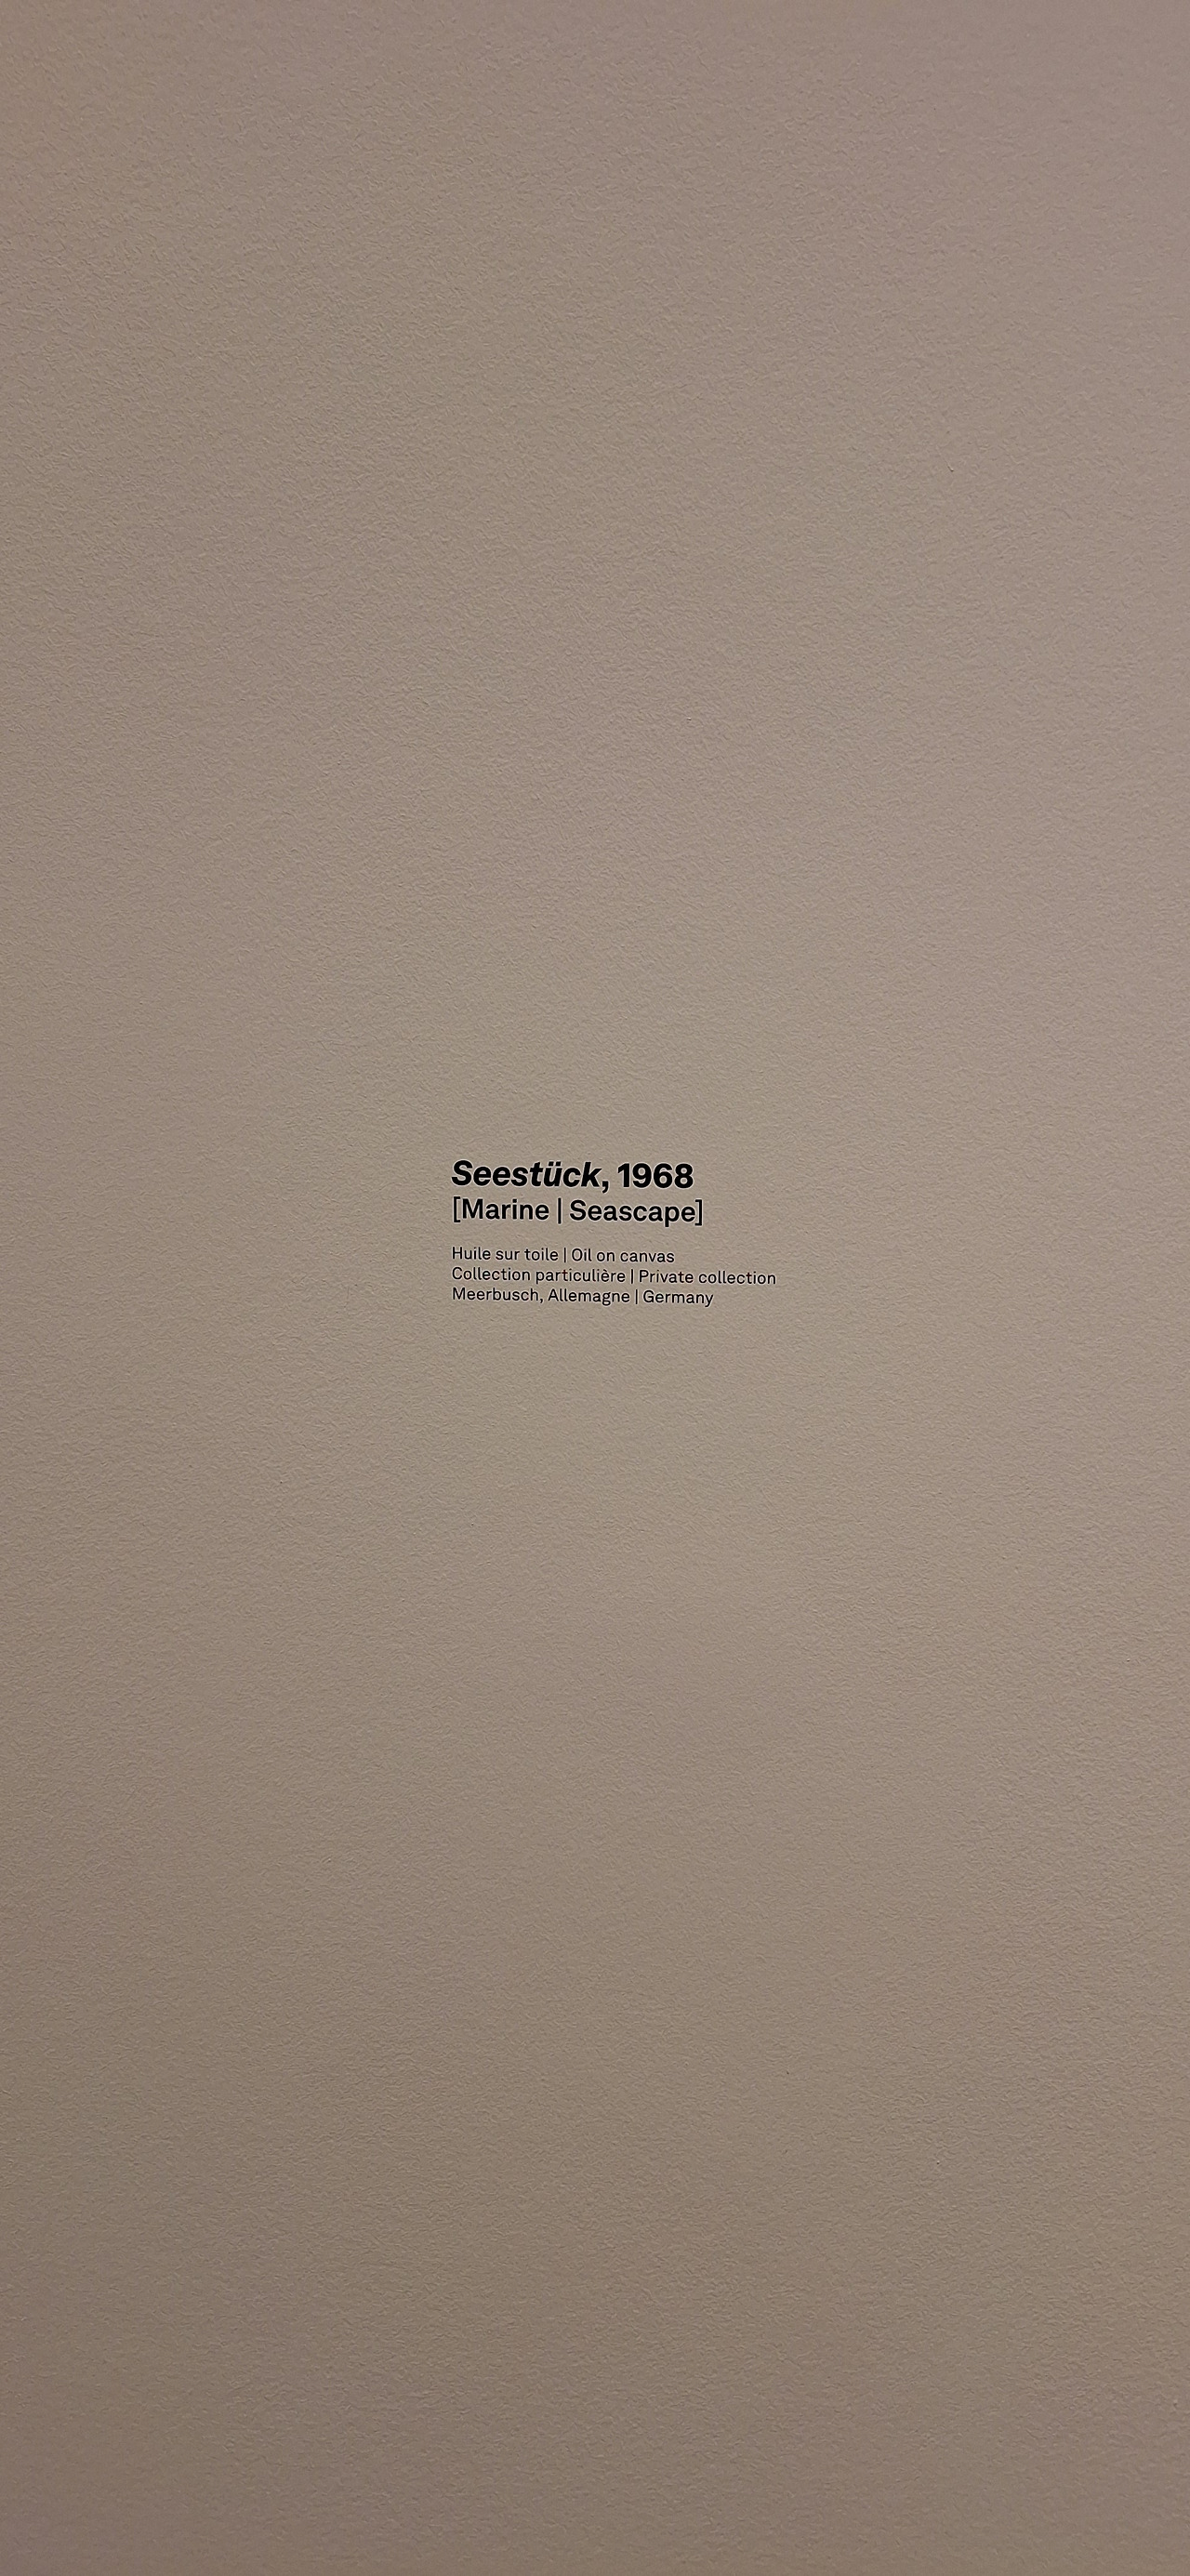 Seestück, 1968
[Marine | Seascape]
Huile sur toile | Oil on canvas
Collection particulière | Private collection
Meerbusch, Allemagne | Germany